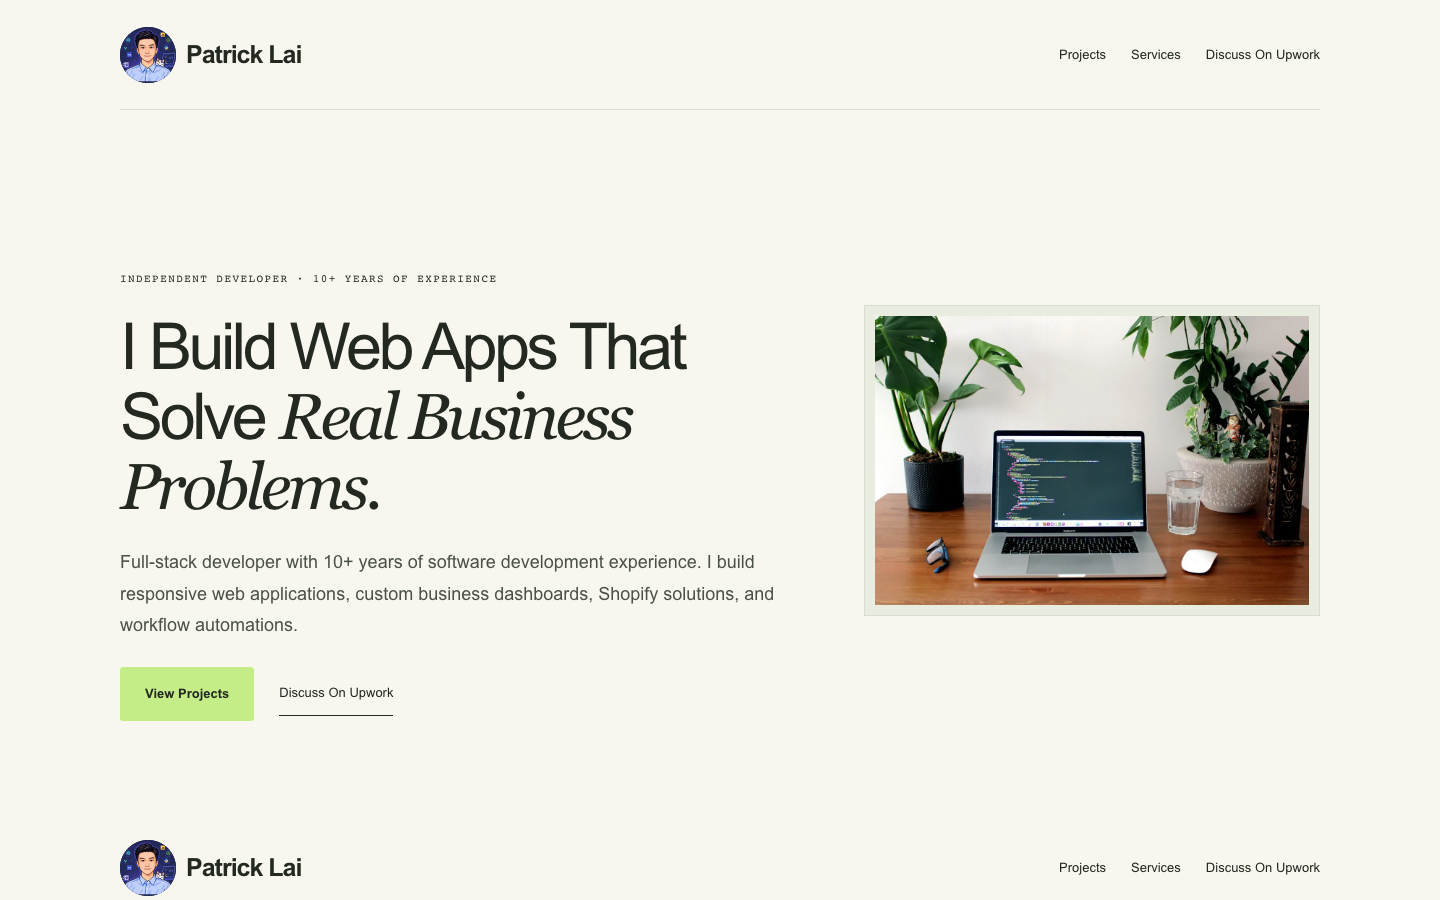 Patrick Lai
Projects
Services
Discuss On Upwork
INDEPENDENT DEVELOPER · 10+ YEARS OF EXPERIENCE
I Build Web Apps That
Solve Real Business
Problems.
Full-stack developer with 10+ years of software development experience. I build
responsive web applications, custom business dashboards, Shopify solutions, and
workflow automations.
View Projects
Discuss On Upwork
Patrick Lai
Projects
Services
Discuss On Upwork